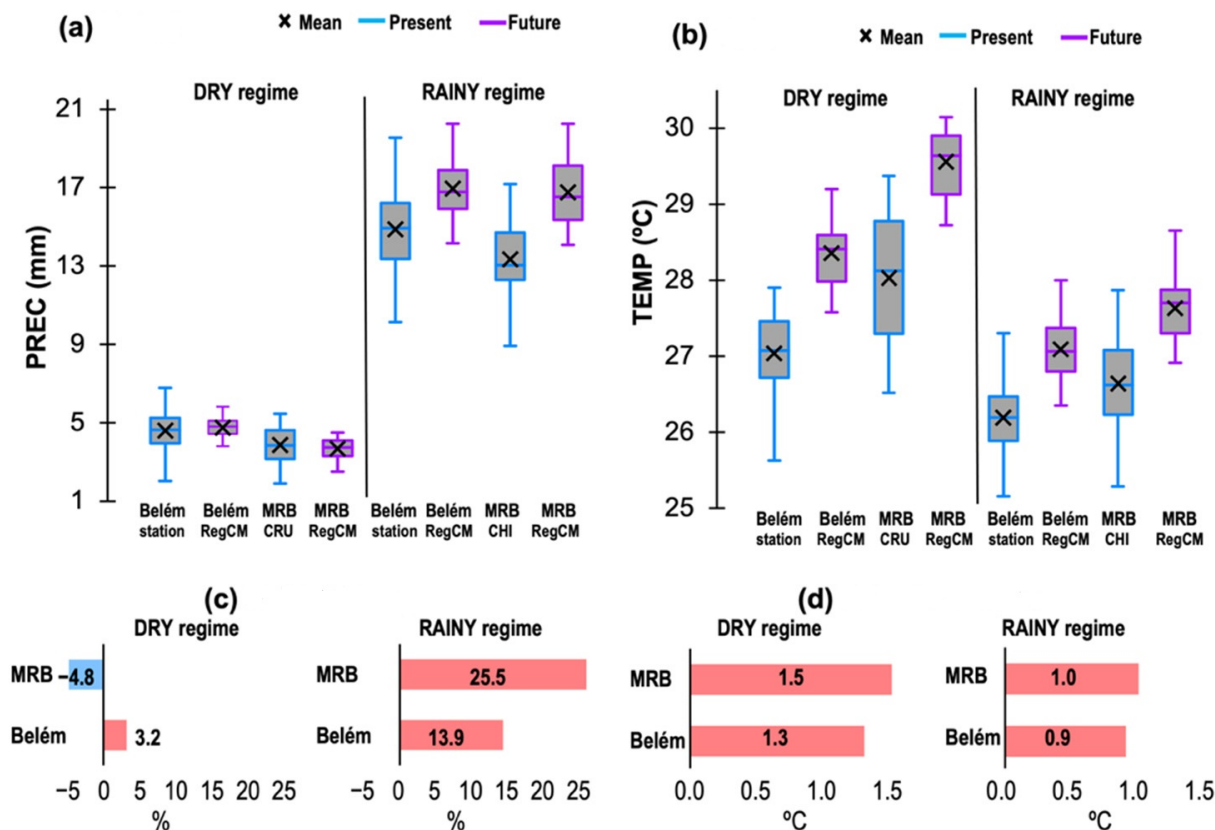 (a)
× Mean Present Future
DRY regime RAINY regime
PREC (mm)
21
17
13
9
5
1
Belém station
Belém RegCM
MRB CRU
MRB RegCM
Belém station
Belém RegCM
MRB CHI
MRB RegCM
(b)
× Mean Present Future
DRY regime RAINY regime
TEMP (ºC)
30
29
28
27
26
25
Belém station
Belém RegCM
MRB CRU
MRB RegCM
Belém station
Belém RegCM
MRB CHI
MRB RegCM
(c)
DRY regime
MRB −4.8
Belém 3.2
−5 0 5 10 15 20 25
%
RAINY regime
MRB 25.5
Belém 13.9
0 5 10 15 20 25
%
(d)
DRY regime
MRB 1.5
Belém 1.3
0.0 0.5 1.0 1.5
ºC
RAINY regime
MRB 1.0
Belém 0.9
0.0 0.5 1.0 1.5
ºC